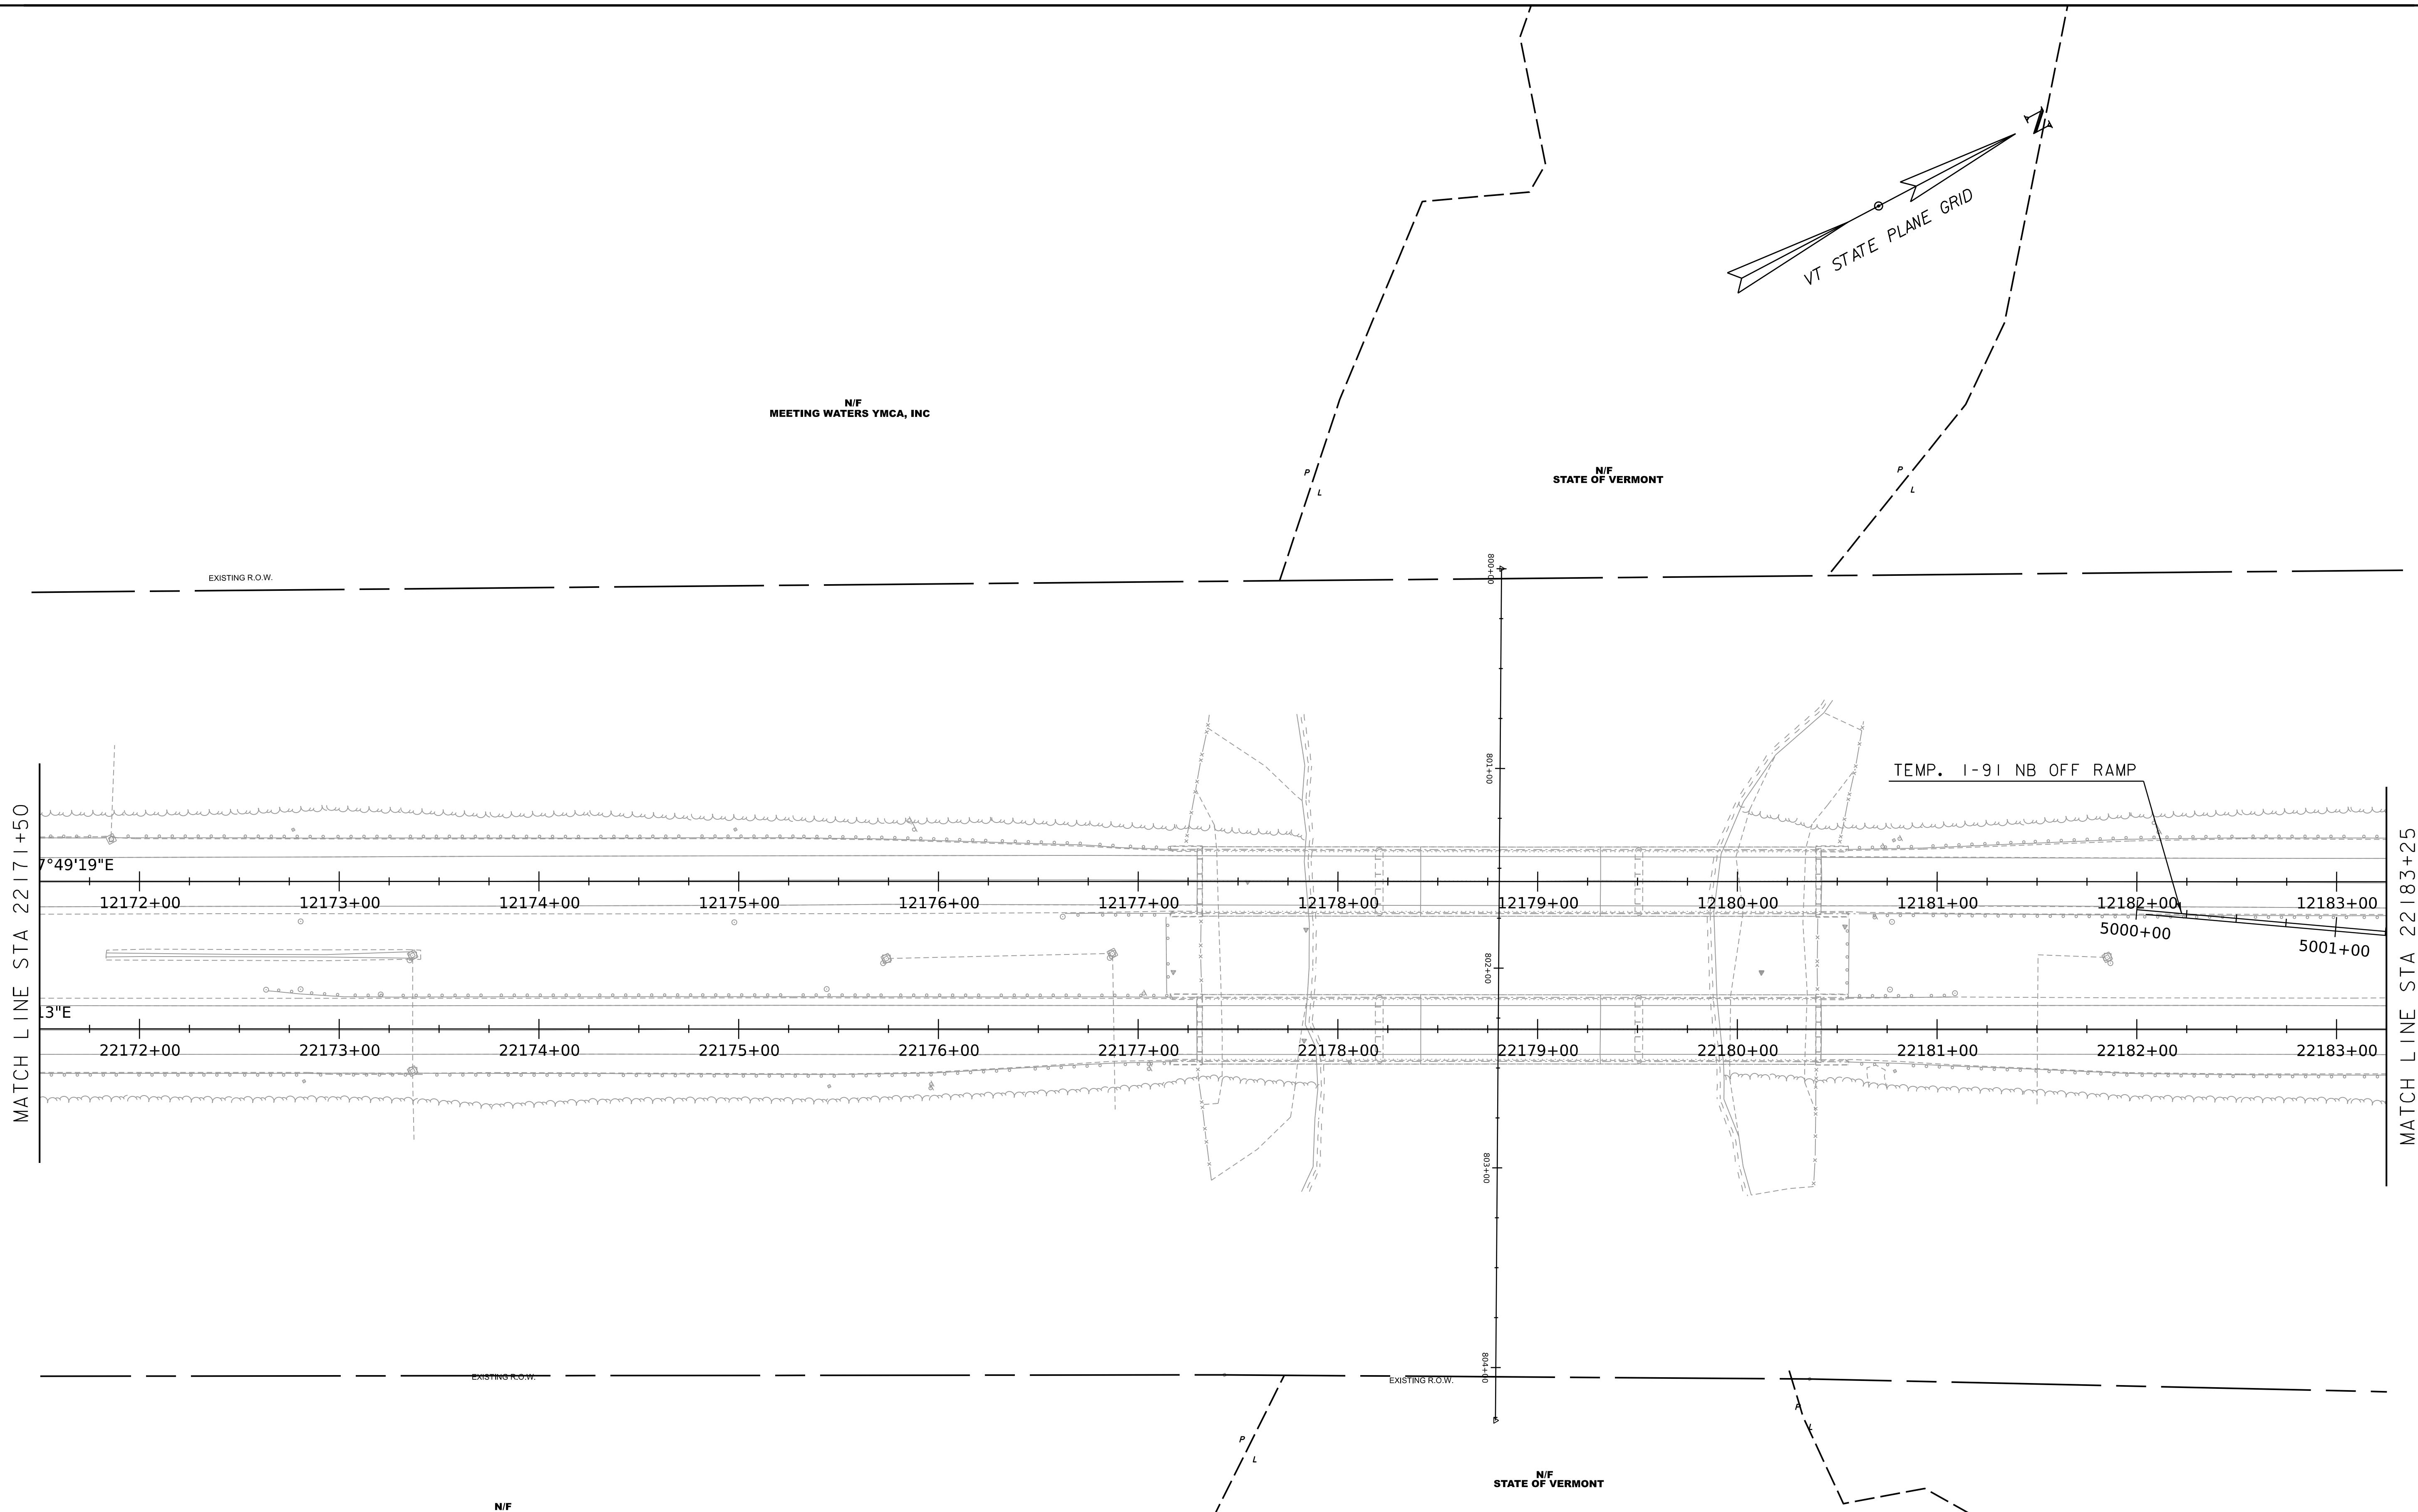 N
VT STATE PLANE GRID
N/F
MEETING WATERS YMCA, INC
P
L
N/F
STATE OF VERMONT
P
L
EXISTING R.O.W.
800+00
801+00
TEMP. I-91 NB OFF RAMP
MATCH LINE STA 22171+50
MATCH LINE STA 22183+25
7°49'19"E
12172+00 12173+00 12174+00 12175+00 12176+00 12177+00 12178+00 12179+00 12180+00 12181+00 12182+00 12183+00
5000+00
5001+00
802+00
13"E
22172+00 22173+00 22174+00 22175+00 22176+00 22177+00 22178+00 22179+00 22180+00 22181+00 22182+00 22183+00
803+00
804+00
EXISTING R.O.W.
EXISTING R.O.W.
P
L
P
L
N/F
STATE OF VERMONT
N/F